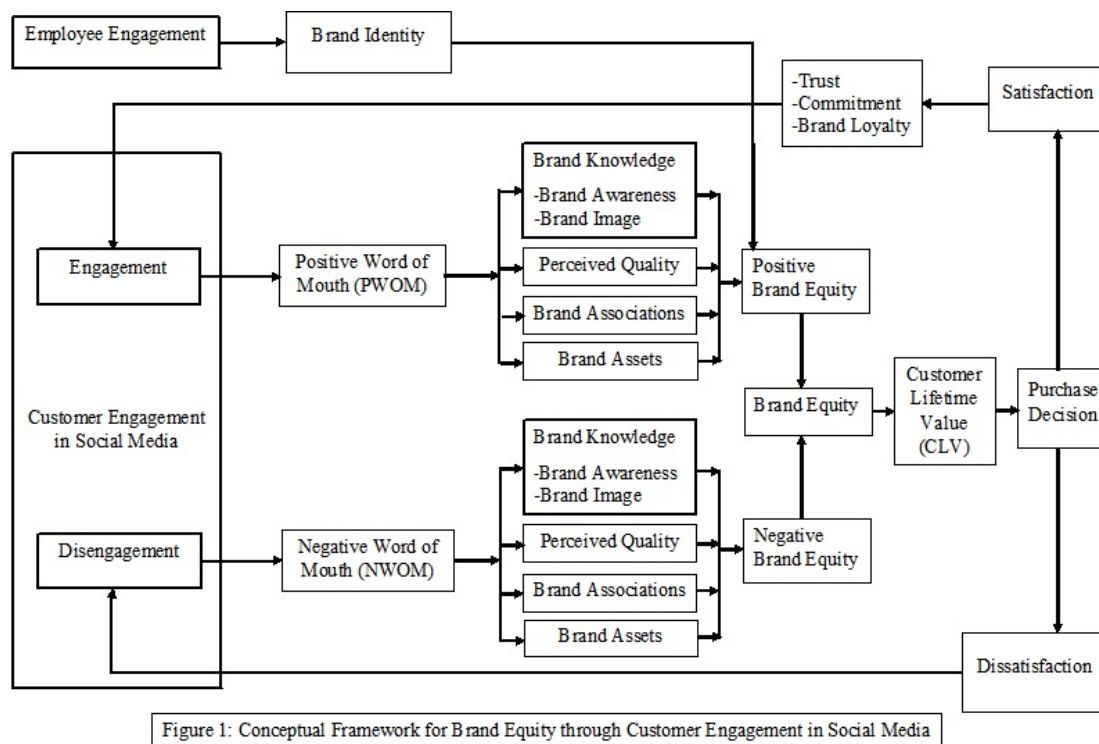 Employee Engagement
Brand Identity
-Trust
-Commitment
-Brand Loyalty
Satisfaction
Brand Knowledge
-Brand Awareness
-Brand Image
Engagement
Positive Word of
Mouth (PWOM)
Perceived Quality
Brand Associations
Brand Assets
Positive
Brand Equity
Customer Engagement
in Social Media
Brand Equity
Customer
Lifetime
Value
(CLV)
Purchase
Decision
Brand Knowledge
-Brand Awareness
-Brand Image
Disengagement
Negative Word of
Mouth (NWOM)
Perceived Quality
Brand Associations
Brand Assets
Negative
Brand Equity
Dissatisfaction
Figure 1: Conceptual Framework for Brand Equity through Customer Engagement in Social Media